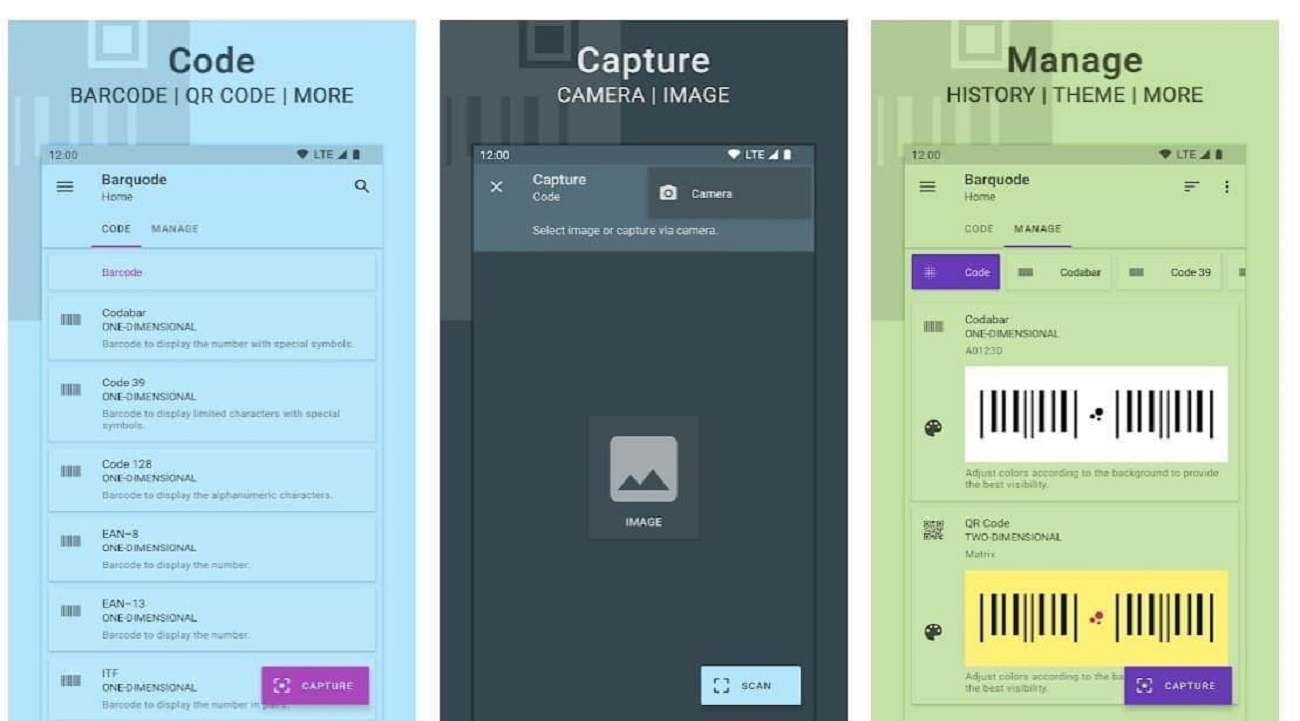 Code
BARCODE | QR CODE | MORE
12:00
LTE
Barquode
Home
CODE MANAGE
Barcode
Codabar
ONE-DIMENSIONAL
Barcode to display the number with special symbols.
Code 39
ONE-DIMENSIONAL
Barcode to display limited characters with special
symbols.
Code 128
ONE-DIMENSIONAL
Barcode to display the alphanumeric characters.
EAN-8
ONE-DIMENSIONAL
Barcode to display the number.
EAN-13
ONE-DIMENSIONAL
Barcode to display the number.
ITF
ONE-DIMENSIONAL
Barcode to display the number in pairs.
CAPTURE
Capture
CAMERA | IMAGE
12:00
LTE
Capture
Code
Camera
Select image or capture via camera.
IMAGE
SCAN
Manage
HISTORY | THEME | MORE
12:00
LTE
Barquode
Home
CODE MANAGE
Code Codabar Code 39
Codabar
ONE-DIMENSIONAL
A0123D
Adjust colors according to the background to provide
the best visibility.
QR Code
TWO-DIMENSIONAL
Matrix
Adjust colors according to the ba
the best visibility.
CAPTURE